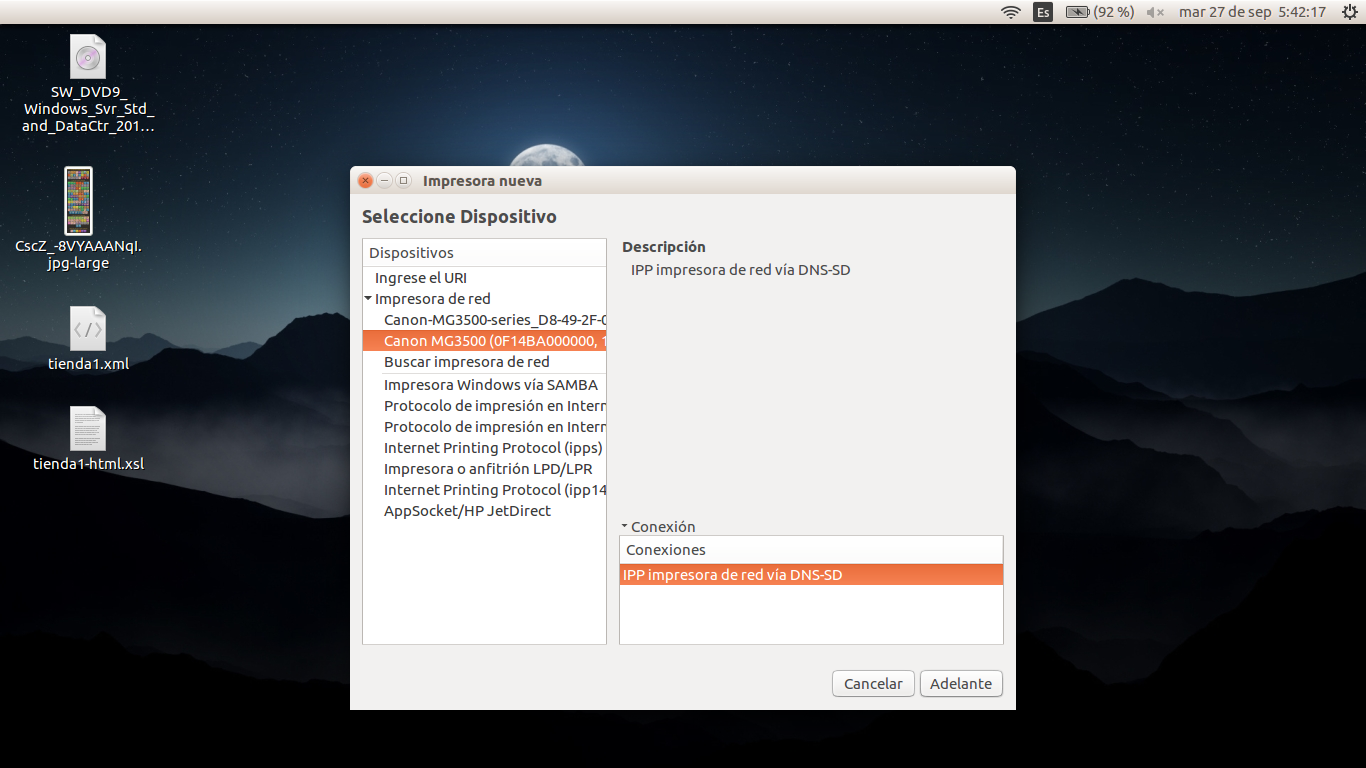 Es
(92 %)
mar 27 de sep 5:42:17
SW_DVD9_
Windows_Svr_Std_
and_DataCtr_201...
CscZ_-8VYAAANqI.
jpg-large
tienda1.xml
tienda1-html.xsl
Impresora nueva
Seleccione Dispositivo
Dispositivos
Ingrese el URI
Impresora de red
Canon-MG3500-series_D8-49-2F-0
Canon MG3500 (0F14BA000000, 1
Buscar impresora de red
Impresora Windows vía SAMBA
Protocolo de impresión en Intern
Protocolo de impresión en Intern
Internet Printing Protocol (ipps)
Impresora o anfitrión LPD/LPR
Internet Printing Protocol (ipp14
AppSocket/HP JetDirect
Descripción
IPP impresora de red vía DNS-SD
Conexión
Conexiones
IPP impresora de red vía DNS-SD
Cancelar
Adelante